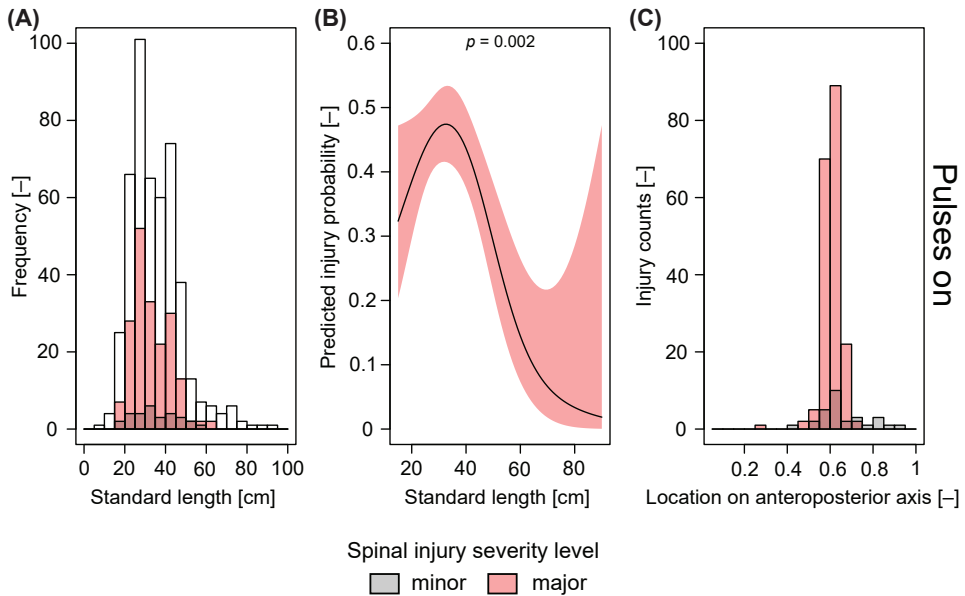 (A)
100
80
60
40
20
0
Frequency [–]
0 20 40 60 80 100
Standard length [cm]
(B)
p = 0.002
0.6
0.5
0.4
0.3
0.2
0.1
0
Predicted injury probability [–]
20 40 60 80
Standard length [cm]
(C)
100
80
60
40
20
0
Injury counts [–]
0.2 0.4 0.6 0.8 1
Location on anteroposterior axis [–]
Pulses on
Spinal injury severity level
minor major